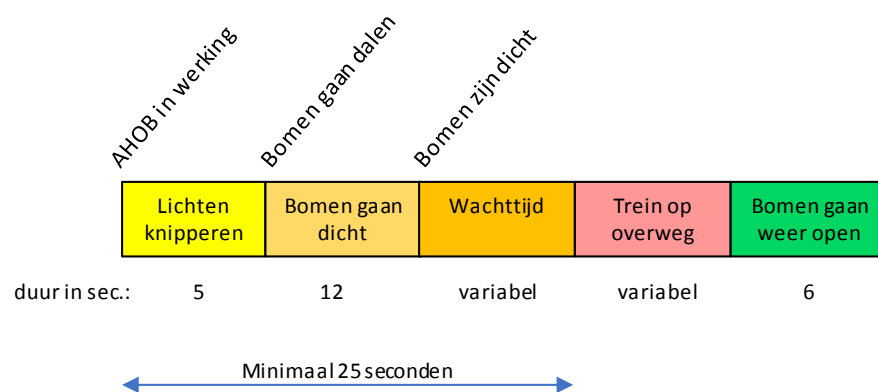 AHOB in werking
Bomen gaan dalen
Bomen zijn dicht
Lichten
knipperen
Bomen gaan
dicht
Wachttijd
Trein op
overweg
Bomen gaan
weer open
duur in sec.: 5 12 variabel variabel 6
Minimaal 25 seconden